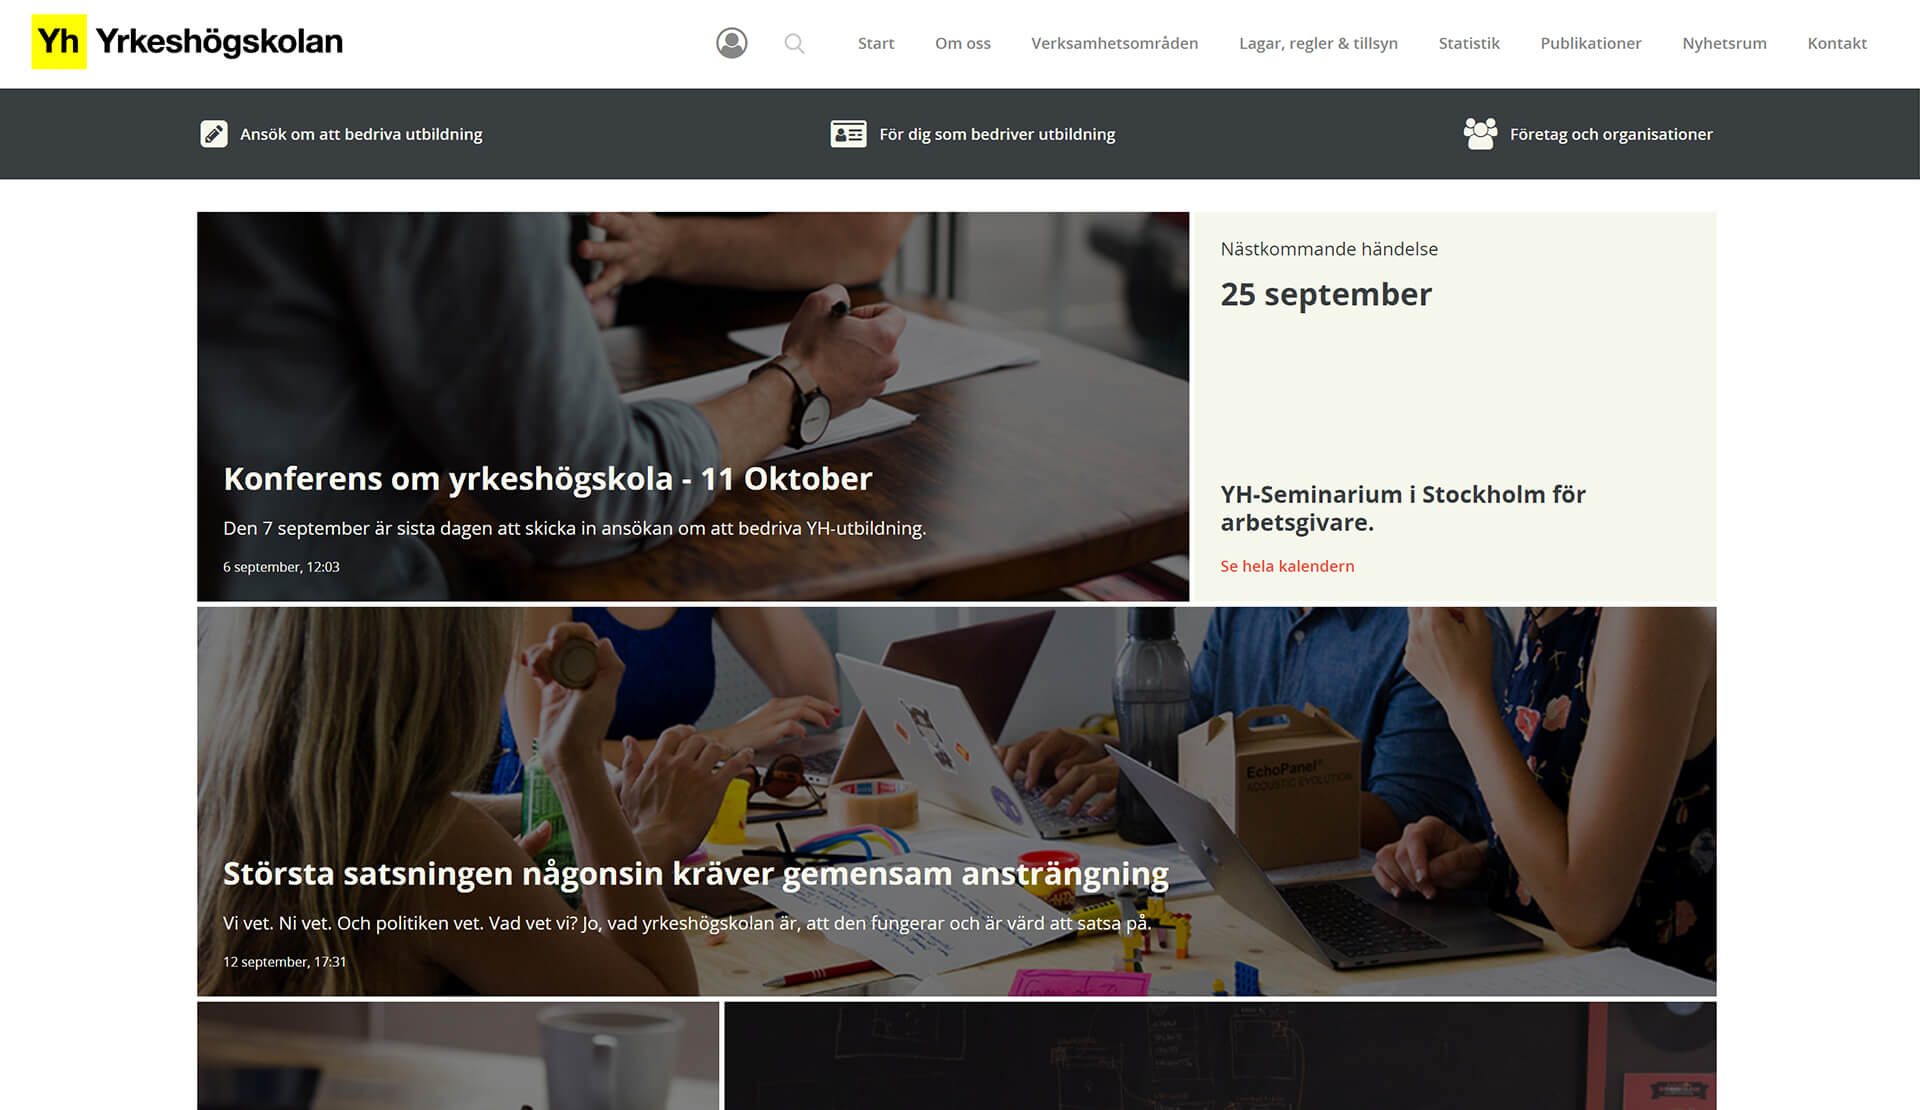 Yh Yrkeshögskolan
Start Om oss Verksamhetsområden Lagar, regler & tillsyn Statistik Publikationer Nyhetsrum Kontakt
Ansök om att bedriva utbildning För dig som bedriver utbildning Företag och organisationer
Konferens om yrkeshögskola - 11 Oktober
Den 7 september är sista dagen att skicka in ansökan om att bedriva YH-utbildning.
6 september, 12:03
Nästkommande händelse
25 september
YH-Seminarium i Stockholm för
arbetsgivare.
Se hela kalendern
EchoPanel®
ACOUSTIC EVOLUTION
Största satsningen någonsin kräver gemensam ansträngning
Vi vet. Ni vet. Och politiken vet. Vad vet vi? Jo, vad yrkeshögskolan är, att den fungerar och är värd att satsa på.
12 september, 17:31